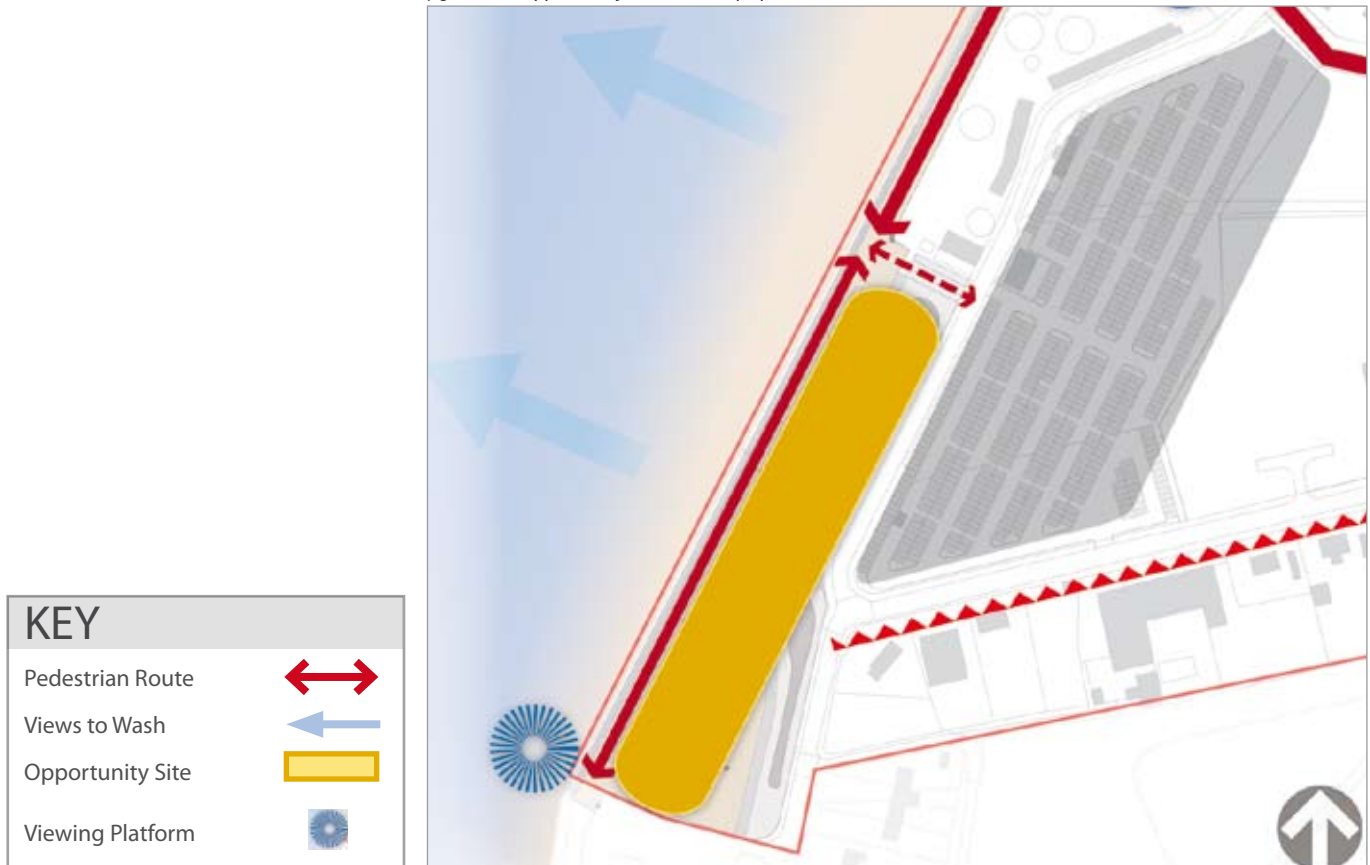 KEY
Pedestrian Route
Views to Wash
Opportunity Site
Viewing Platform